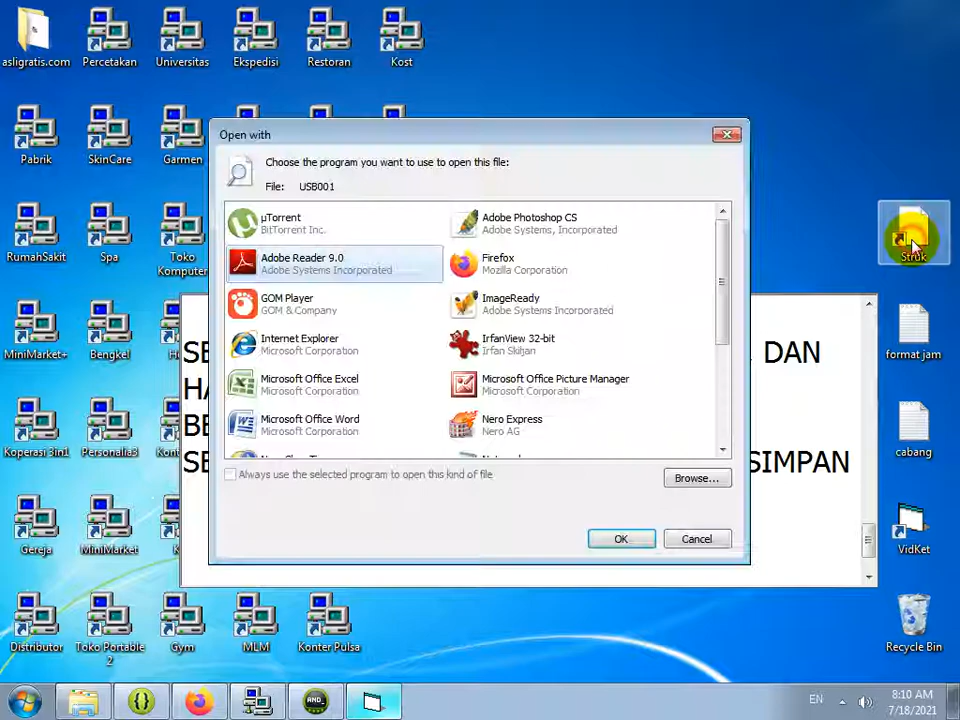 asligratis.com
Percetakan
Universitas
Ekspedisi
Restoran
Kost
Pabrik
SkinCare
Garmen
RumahSakit
Spa
Toko
Komputer
MiniMarket+
Bengkel
Koperasi 3in1
Personalia3
Gereja
MiniMarket
Distributor
Toko Portable
2
Gym
MLM
Konter Pulsa
Open with
Choose the program you want to use to open this file:
File: USB001
µTorrent
BitTorrent Inc.
Adobe Photoshop CS
Adobe Systems, Incorporated
Adobe Reader 9.0
Adobe Systems Incorporated
Firefox
Mozilla Corporation
GOM Player
GOM & Company
ImageReady
Adobe Systems, Incorporated
Internet Explorer
Microsoft Corporation
IrfanView 32-bit
Irfan Skiljan
Microsoft Office Excel
Microsoft Corporation
Microsoft Office Picture Manager
Microsoft Corporation
Microsoft Office Word
Microsoft Corporation
Nero Express
Nero AG
Always use the selected program to open this kind of file
Browse...
OK
Cancel
DAN
SIMPAN
Struk
format jam
cabang
VidKet
Recycle Bin
EN
8:10 AM
7/18/2021